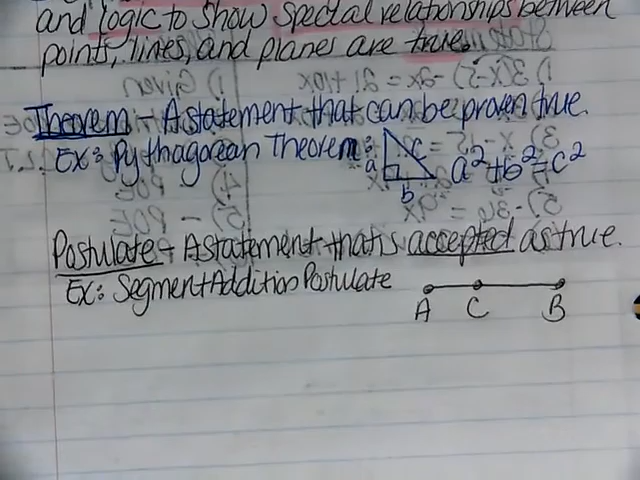 and logic to show special relationships between
points, lines, and planes are true.
Theorem - A statement that can be proven true.
Ex: Pythagorean Theorem: a b c a²+b²=c²
Postulate - A statement that is accepted as true.
Ex: Segment Addition Postulate
A C B